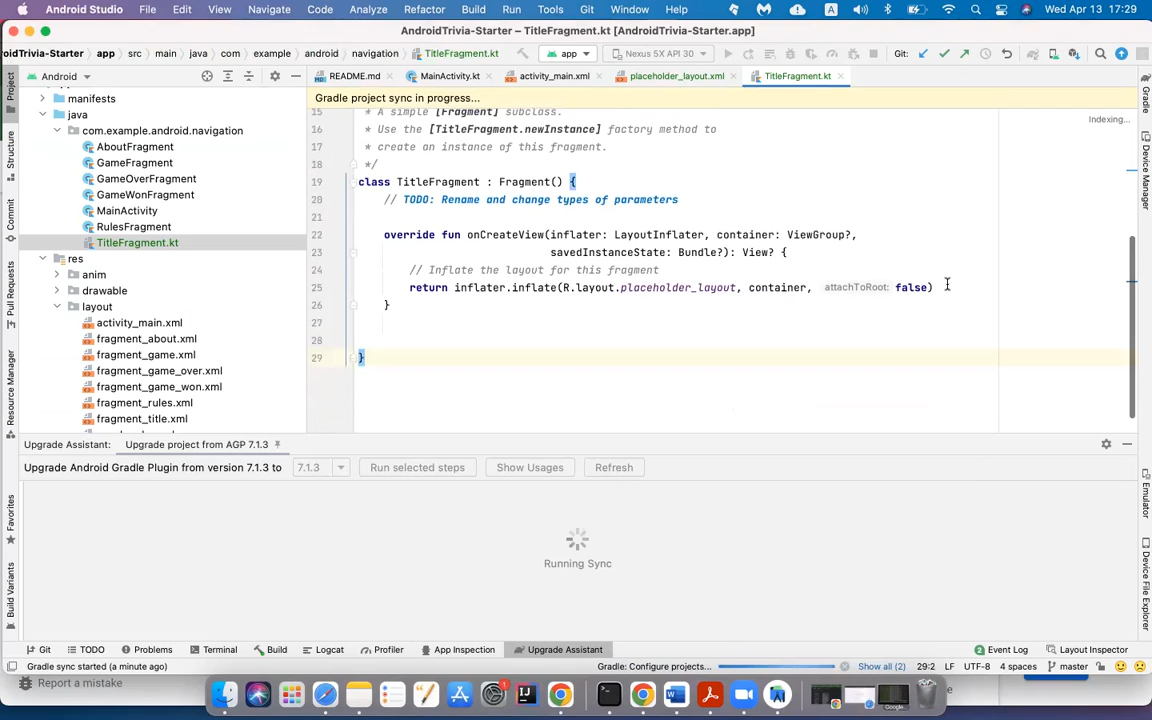 Android Studio File Edit View Navigate Code Analyze Refactor Build Run Tools Git Window Help A Wed Apr 13 17:29
AndroidTrivia-Starter – TitleFragment.kt [AndroidTrivia-Starter.app]
ndroidTrivia-Starter app src main java com example android navigation TitleFragment.kt app Nexus 5X API 30 Git:
Android README.md MainActivity.kt activity_main.xml placeholder_layout.xml TitleFragment.kt
Gradle project sync in progress...
Indexing...
manifests
java
com.example.android.navigation
AboutFragment
GameFragment
GameOverFragment
GameWonFragment
MainActivity
RulesFragment
TitleFragment.kt
res
anim
drawable
layout
activity_main.xml
fragment_about.xml
fragment_game.xml
fragment_game_over.xml
fragment_game_won.xml
fragment_rules.xml
fragment_title.xml
15 * A simple [Fragment] subclass.
16 * Use the [TitleFragment.newInstance] factory method to
17 * create an instance of this fragment.
18 */
19 class TitleFragment : Fragment() {
20 // TODO: Rename and change types of parameters
21
22 override fun onCreateView(inflater: LayoutInflater, container: ViewGroup?,
23 savedInstanceState: Bundle?): View? {
24 // Inflate the layout for this fragment
25 return inflater.inflate(R.layout.placeholder_layout, container, attachToRoot: false)
26 }
27
28
29 }
Project
Structure
Commit
Pull Requests
Resource Manager
Favorites
Build Variants
Gradle
Device Manager
Emulator
Device File Explorer
Upgrade Assistant: Upgrade project from AGP 7.1.3
Upgrade Android Gradle Plugin from version 7.1.3 to 7.1.3 Run selected steps Show Usages Refresh
Running Sync
Git TODO Problems Terminal Build Logcat Profiler App Inspection Upgrade Assistant 2 Event Log Layout Inspector
Gradle sync started (a minute ago) Gradle: Configure projects... Show all (2) 29:2 LF UTF-8 4 spaces master
Report a mistake